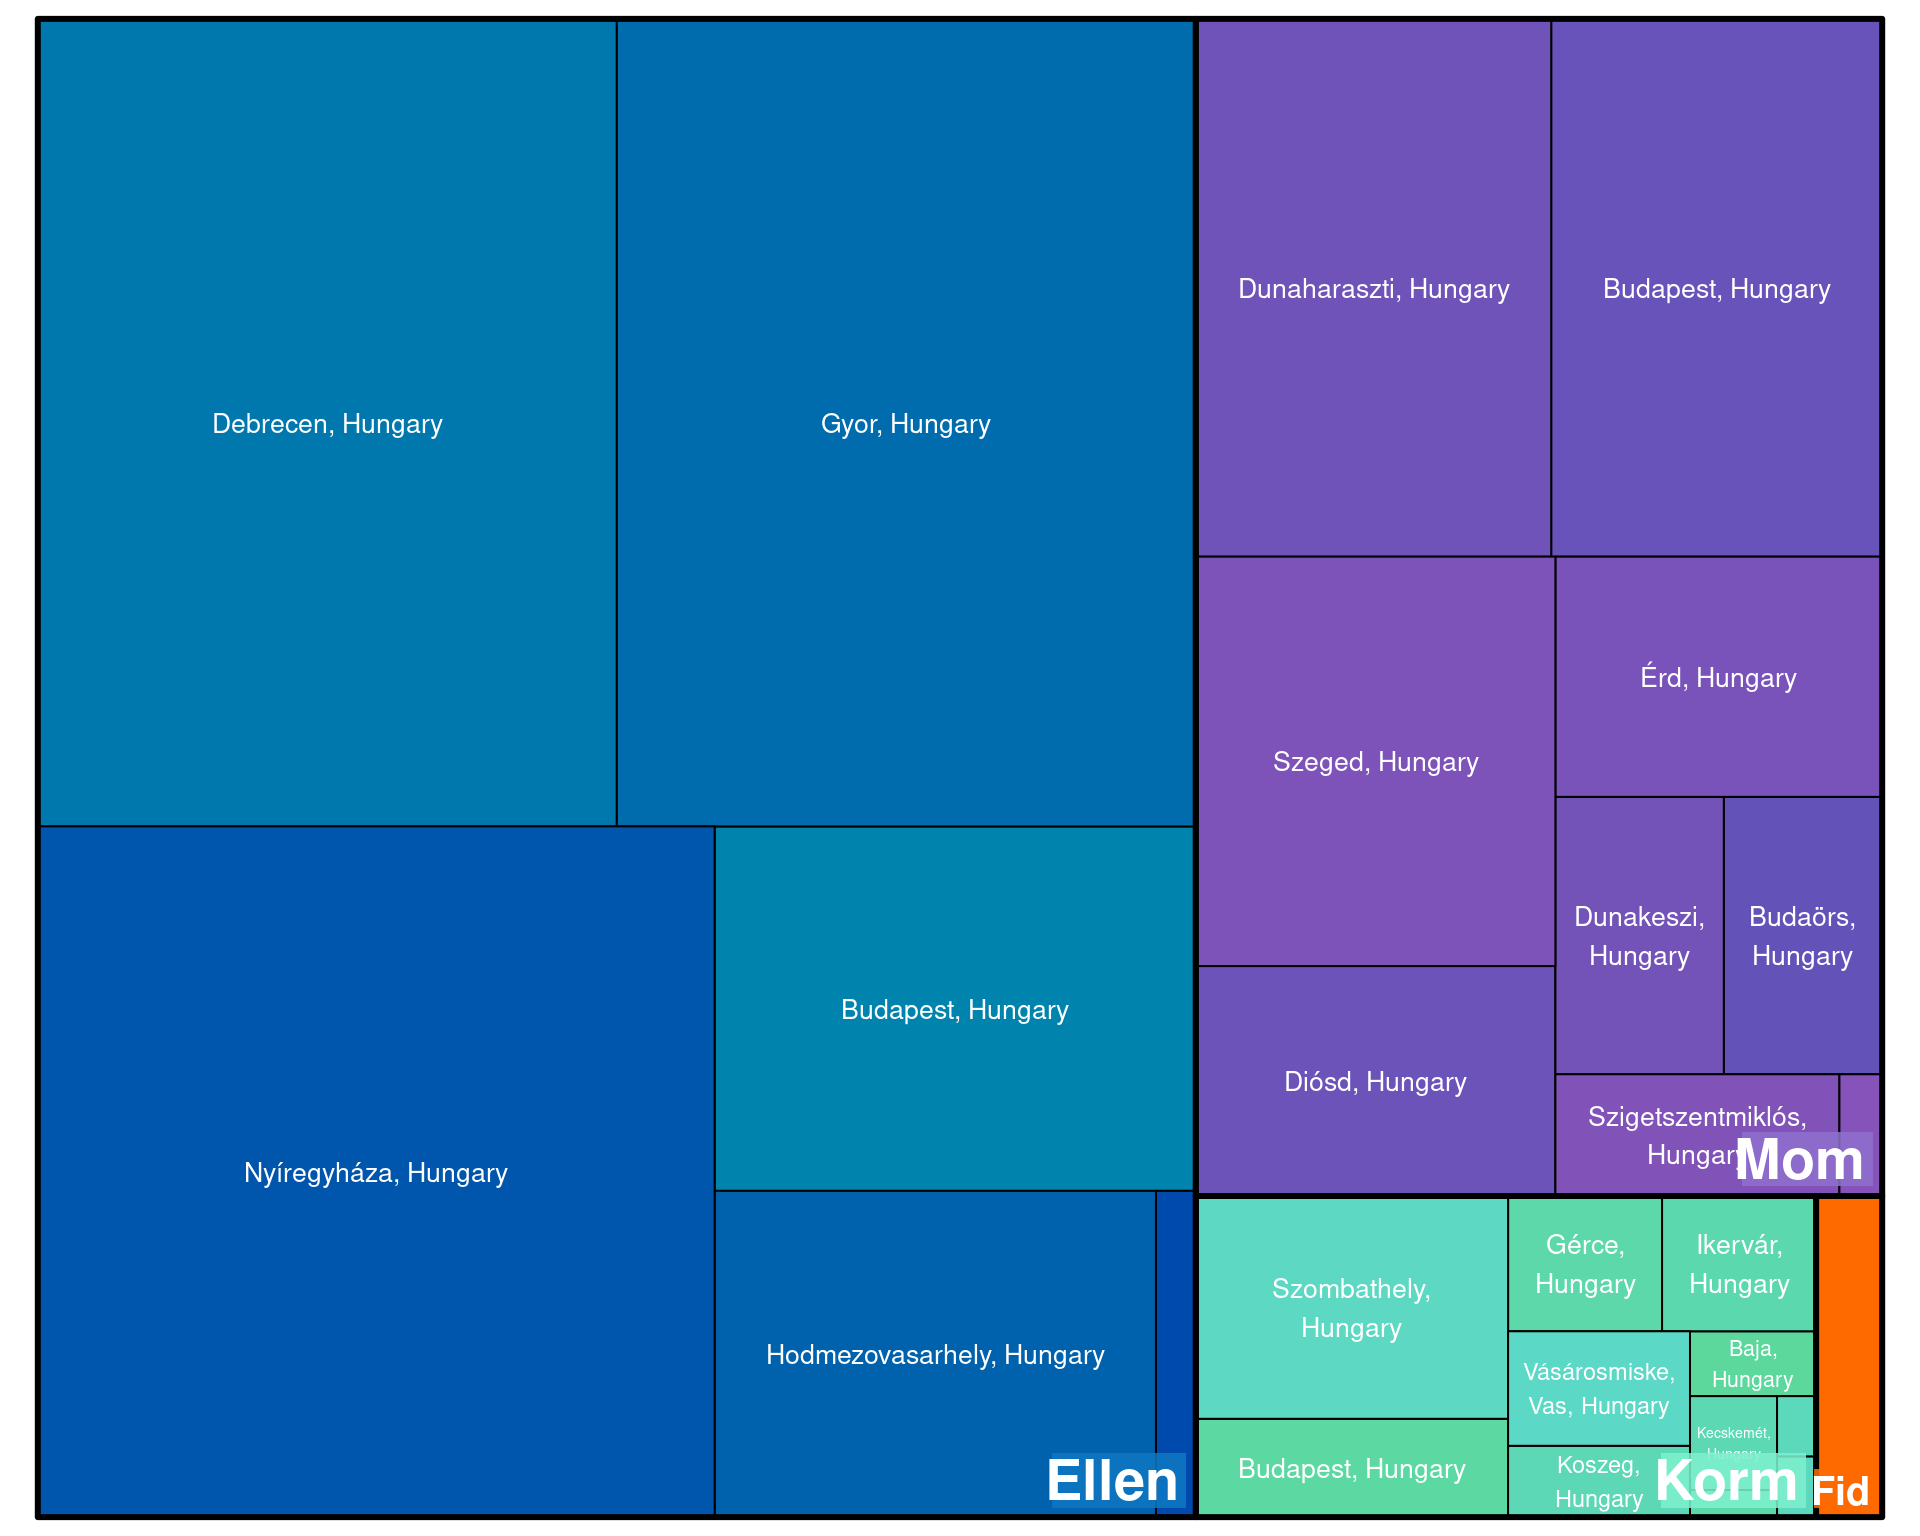 Debrecen, Hungary
Gyor, Hungary
Nyíregyháza, Hungary
Budapest, Hungary
Hodmezovasarhely, Hungary
Ellen
Dunaharaszti, Hungary
Budapest, Hungary
Szeged, Hungary
Érd, Hungary
Diósd, Hungary
Dunakeszi,
Hungary
Budaörs,
Hungary
Szigetszentmiklós,
Hungary
Mom
Szombathely,
Hungary
Budapest, Hungary
Gérce,
Hungary
Ikervár,
Hungary
Vásárosmiske,
Vas, Hungary
Baja,
Hungary
Kecskemét,
Hungary
Koszeg,
Hungary
Korm
Fid